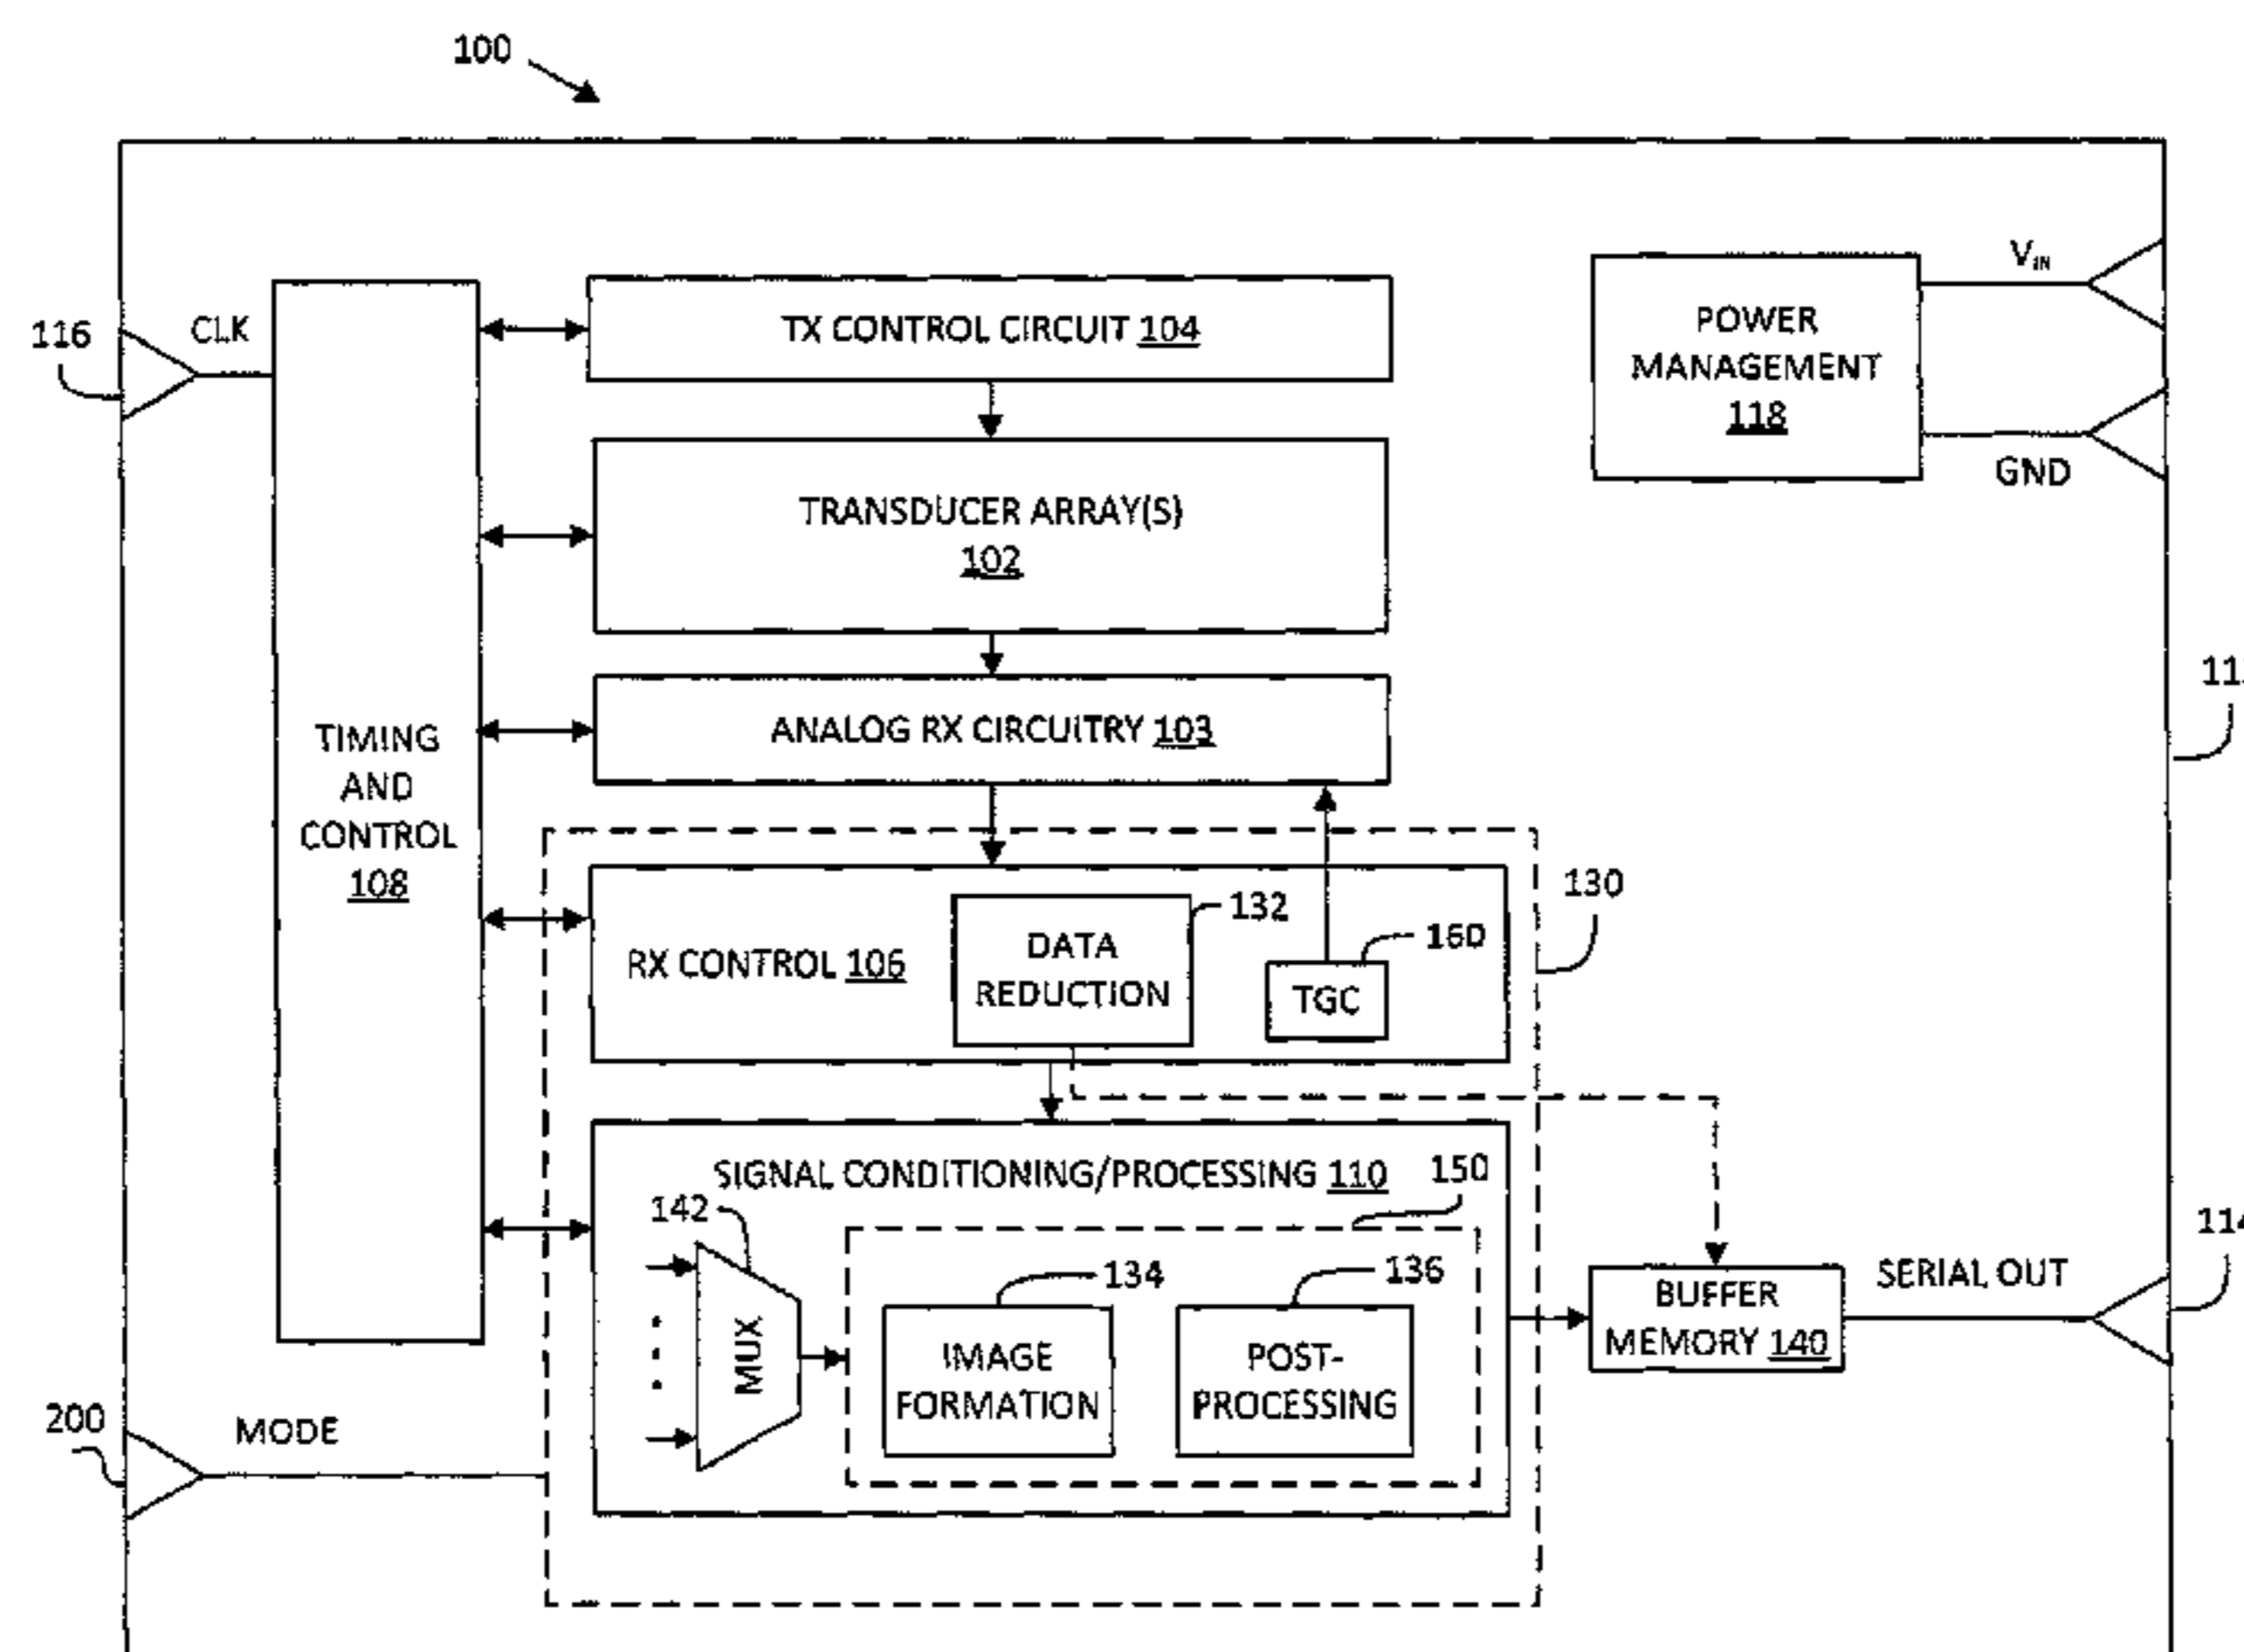 100
116
CLK
TX CONTROL CIRCUIT 104
POWER
MANAGEMENT
118
V_IN
GND
TRANSDUCER ARRAY(S)
102
ANALOG RX CIRCUITRY 103
TIMING
AND
CONTROL
108
RX CONTROL 106
DATA
REDUCTION
132
160
TGC
130
SIGNAL CONDITIONING/PROCESSING 110
150
142
MUX
134
136
IMAGE
FORMATION
POST-
PROCESSING
BUFFER
MEMORY 140
SERIAL OUT
114
200
MODE